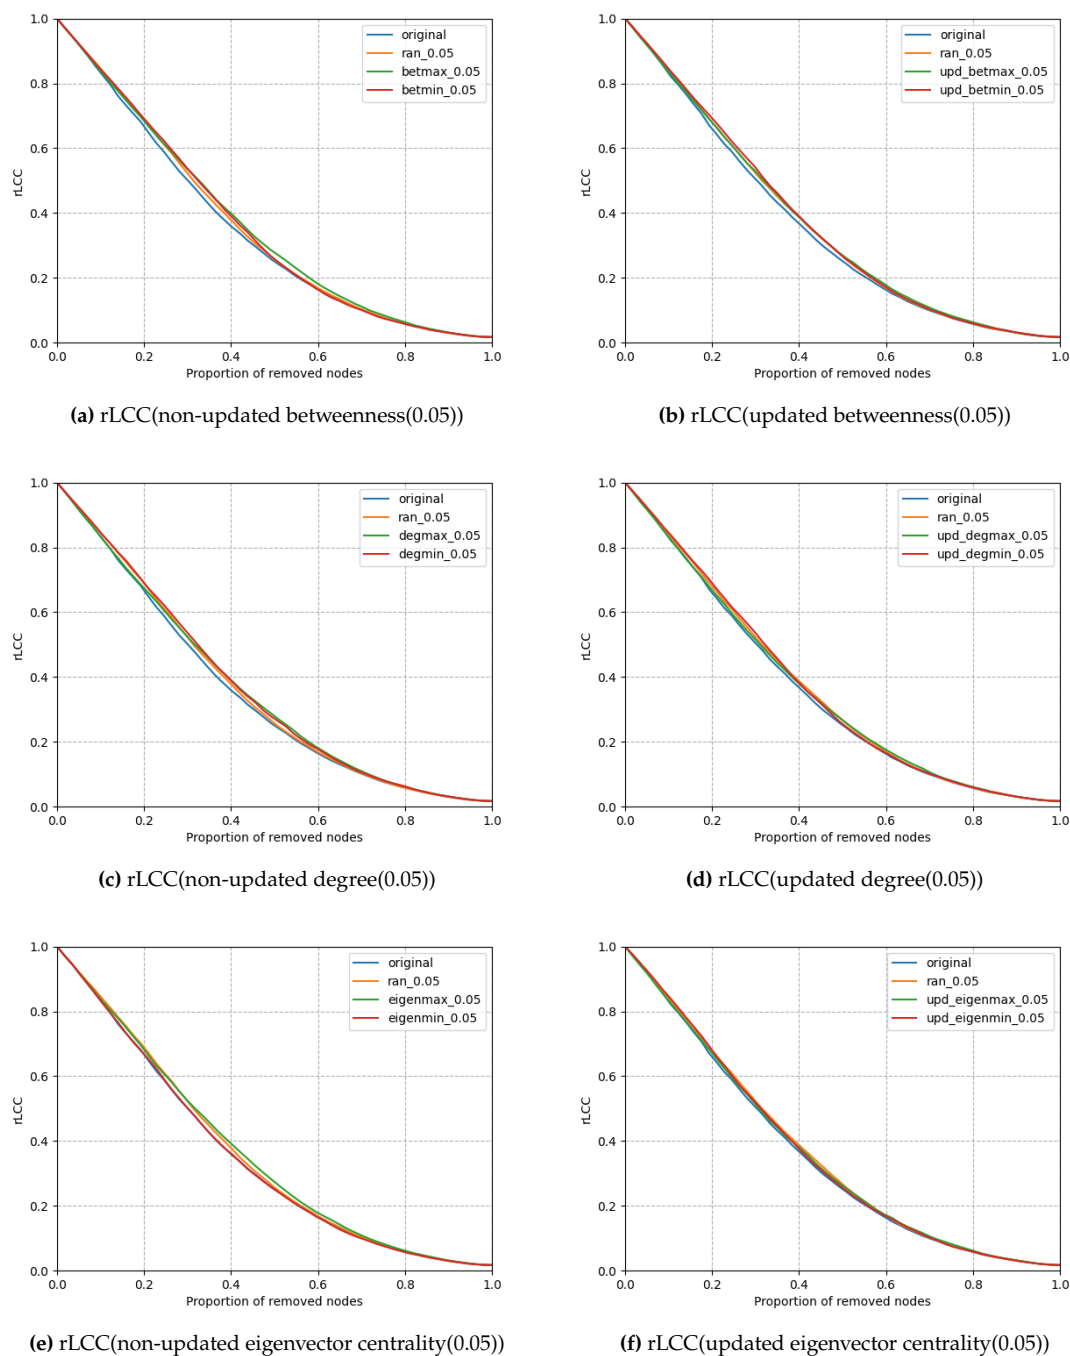 1.0
0.8
0.6
0.4
0.2
0.0
rLCC
original
ran_0.05
betmax_0.05
betmin_0.05
0.0 0.2 0.4 0.6 0.8 1.0
Proportion of removed nodes
(a) rLCC(non-updated betweenness(0.05))
1.0
0.8
0.6
0.4
0.2
0.0
rLCC
original
ran_0.05
upd_betmax_0.05
upd_betmin_0.05
0.0 0.2 0.4 0.6 0.8 1.0
Proportion of removed nodes
(b) rLCC(updated betweenness(0.05))
1.0
0.8
0.6
0.4
0.2
0.0
rLCC
original
ran_0.05
degmax_0.05
degmin_0.05
0.0 0.2 0.4 0.6 0.8 1.0
Proportion of removed nodes
(c) rLCC(non-updated degree(0.05))
1.0
0.8
0.6
0.4
0.2
0.0
rLCC
original
ran_0.05
upd_degmax_0.05
upd_degmin_0.05
0.0 0.2 0.4 0.6 0.8 1.0
Proportion of removed nodes
(d) rLCC(updated degree(0.05))
1.0
0.8
0.6
0.4
0.2
0.0
rLCC
original
ran_0.05
eigenmax_0.05
eigenmin_0.05
0.0 0.2 0.4 0.6 0.8 1.0
Proportion of removed nodes
(e) rLCC(non-updated eigenvector centrality(0.05))
1.0
0.8
0.6
0.4
0.2
0.0
rLCC
original
ran_0.05
upd_eigenmax_0.05
upd_eigenmin_0.05
0.0 0.2 0.4 0.6 0.8 1.0
Proportion of removed nodes
(f) rLCC(updated eigenvector centrality(0.05))